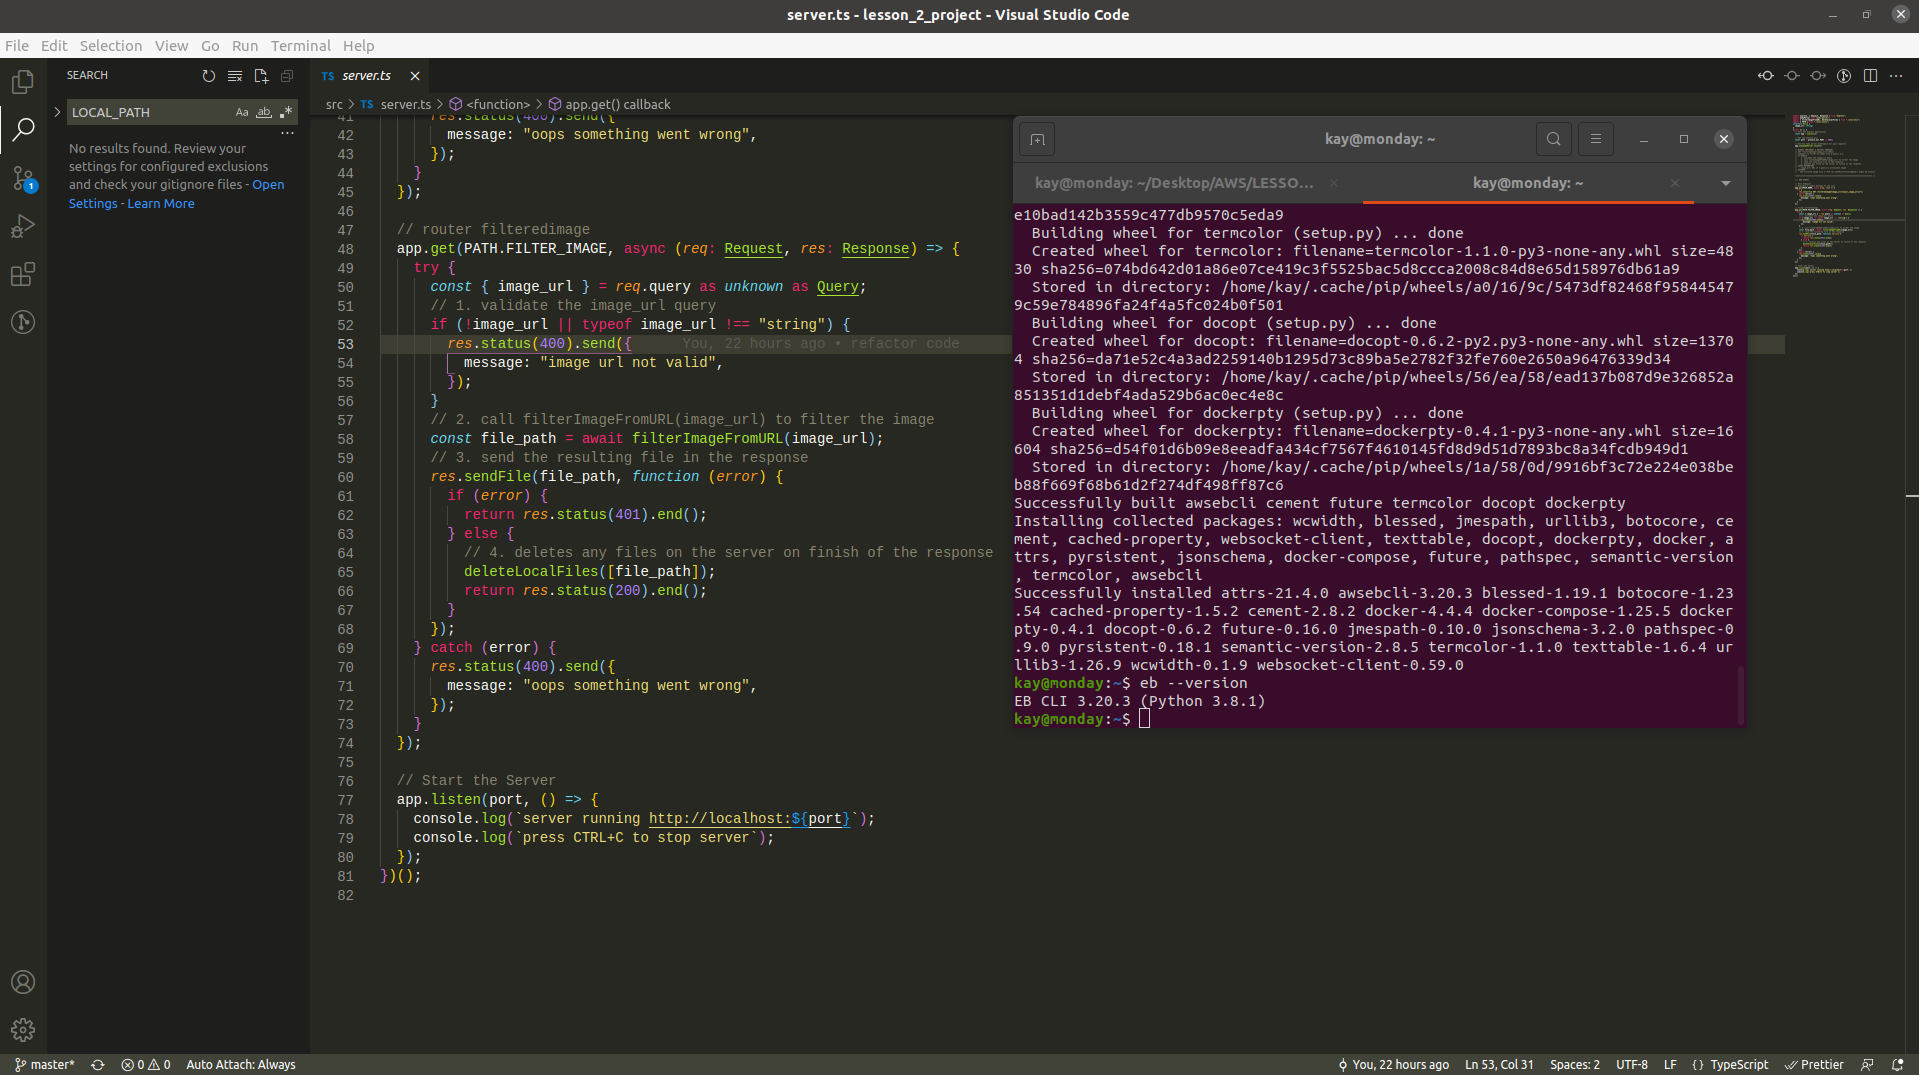 server.ts - lesson_2_project - Visual Studio Code
File Edit Selection View Go Run Terminal Help
SEARCH
LOCAL_PATH
Aa ab, .*
No results found. Review your
settings for configured exclusions
and check your gitignore files - Open
Settings - Learn More
1
TS server.ts
src > TS server.ts > <function> > app.get() callback
41 res.status(400).send({
42 message: "oops something went wrong",
43 });
44 }
45 });
46
47 // router filteredimage
48 app.get(PATH.FILTER_IMAGE, async (req: Request, res: Response) => {
49 try {
50 const { image_url } = req.query as unknown as Query;
51 // 1. validate the image_url query
52 if (!image_url || typeof image_url !== "string") {
53 res.status(400).send({ You, 22 hours ago • refactor code
54 message: "image url not valid",
55 });
56 }
57 // 2. call filterImageFromURL(image_url) to filter the image
58 const file_path = await filterImageFromURL(image_url);
59 // 3. send the resulting file in the response
60 res.sendFile(file_path, function (error) {
61 if (error) {
62 return res.status(401).end();
63 } else {
64 // 4. deletes any files on the server on finish of the response
65 deleteLocalFiles([file_path]);
66 return res.status(200).end();
67 }
68 });
69 } catch (error) {
70 res.status(400).send({
71 message: "oops something went wrong",
72 });
73 }
74 });
75
76 // Start the Server
77 app.listen(port, () => {
78 console.log(`server running http://localhost:${port}`);
79 console.log(`press CTRL+C to stop server`);
80 });
81 })();
82
kay@monday: ~
kay@monday: ~/Desktop/AWS/LESSO...
kay@monday: ~
e10bad142b3559c477db9570c5eda9
Building wheel for termcolor (setup.py) ... done
Created wheel for termcolor: filename=termcolor-1.1.0-py3-none-any.whl size=48
30 sha256=074bd642d01a86e07ce419c3f5525bac5d8ccca2008c84d8e65d158976db61a9
Stored in directory: /home/kay/.cache/pip/wheels/a0/16/9c/5473df82468f95844547
9c59e784896fa24f4a5fc024b0f501
Building wheel for docopt (setup.py) ... done
Created wheel for docopt: filename=docopt-0.6.2-py2.py3-none-any.whl size=1370
4 sha256=da71e52c4a3ad2259140b1295d73c89ba5e2782f32fe760e2650a96476339d34
Stored in directory: /home/kay/.cache/pip/wheels/56/ea/58/ead137b087d9e326852a
851351d1debf4ada529b6ac0ec4e8c
Building wheel for dockerpty (setup.py) ... done
Created wheel for dockerpty: filename=dockerpty-0.4.1-py3-none-any.whl size=16
604 sha256=d54f01d6b09e8eeadfa434cf7567f4610145fd8d9d51d7893bc8a34fcdb949d1
Stored in directory: /home/kay/.cache/pip/wheels/1a/58/0d/9916bf3c72e224e038be
b88f669f68b61d2f274df498ff87c6
Successfully built awsebcli cement future termcolor docopt dockerpty
Installing collected packages: wcwidth, blessed, jmespath, urllib3, botocore, ce
ment, cached-property, websocket-client, texttable, docopt, dockerpty, docker, a
ttrs, pyrsistent, jsonschema, docker-compose, future, pathspec, semantic-version
, termcolor, awsebcli
Successfully installed attrs-21.4.0 awsebcli-3.20.3 blessed-1.19.1 botocore-1.23
.54 cached-property-1.5.2 cement-2.8.2 docker-4.4.4 docker-compose-1.25.5 docker
pty-0.4.1 docopt-0.6.2 future-0.16.0 jmespath-0.10.0 jsonschema-3.2.0 pathspec-0
.9.0 pyrsistent-0.18.1 semantic-version-2.8.5 termcolor-1.1.0 texttable-1.6.4 ur
llib3-1.26.9 wcwidth-0.1.9 websocket-client-0.59.0
kay@monday:~$ eb --version
EB CLI 3.20.3 (Python 3.8.1)
kay@monday:~$
master* 0 0 Auto Attach: Always
You, 22 hours ago Ln 53, Col 31 Spaces: 2 UTF-8 LF {} TypeScript Prettier